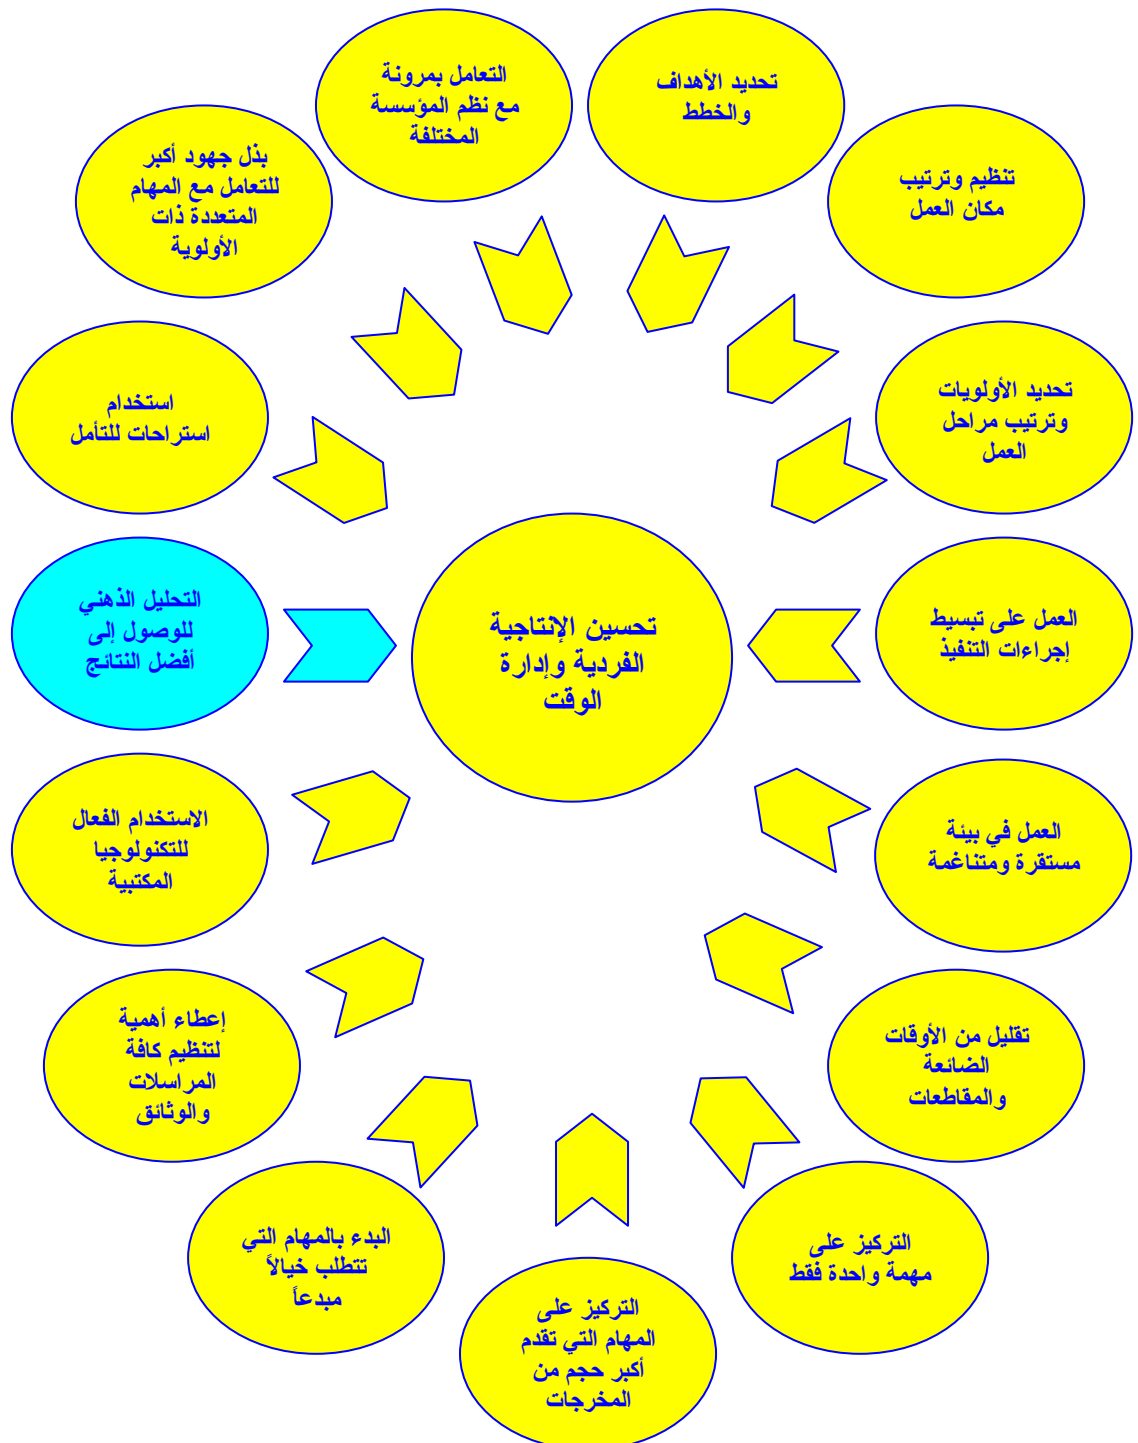 تحديد الأهداف
والخطط
تنظيم وترتيب
مكان العمل
تحديد الأولويات
وترتيب مراحل
العمل
العمل على تبسيط
إجراءات التنفيذ
العمل في بيئة
مستقرة ومتناغمة
تقليل من الأوقات
الضائعة
والمقاطعات
التركيز على
مهمة واحدة فقط
التركيز على
المهام التي تقدم
أكبر حجم من
المخرجات
البدء بالمهام التي
تتطلب خيالاً
مبدعاً
إعطاء أهمية
لتنظيم كافة
المراسلات
والوثائق
الاستخدام الفعال
للتكنولوجيا
المكتبية
التحليل الذهني
للوصول إلى
أفضل النتائج
استخدام
استراحات للتأمل
بذل جهود أكبر
للتعامل مع المهام
المتعددة ذات
الأولوية
التعامل بمرونة
مع نظم المؤسسة
المختلفة
تحسين الإنتاجية
الفردية وإدارة
الوقت